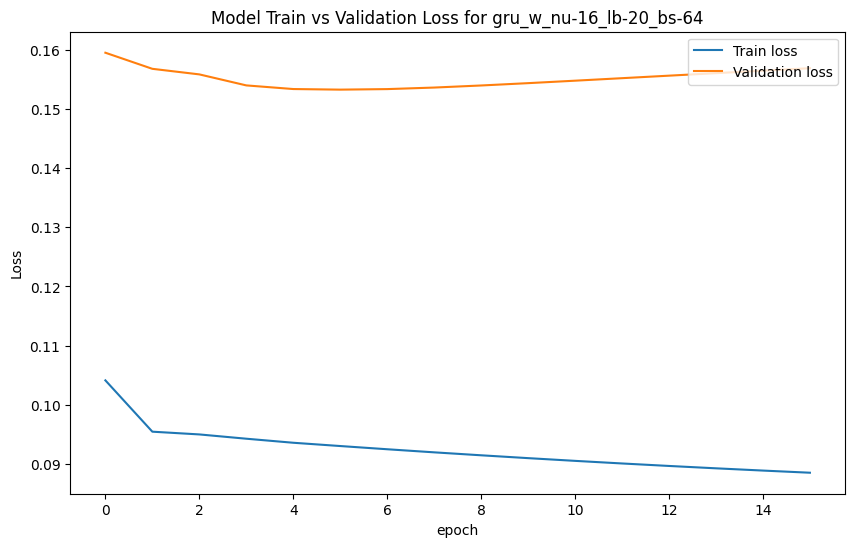 Model Train vs Validation Loss for gru_w_nu-16_lb-20_bs-64
Train loss
Validation loss
0.16
0.15
0.14
0.13
0.12
0.11
0.10
0.09
Loss
0 2 4 6 8 10 12 14
epoch